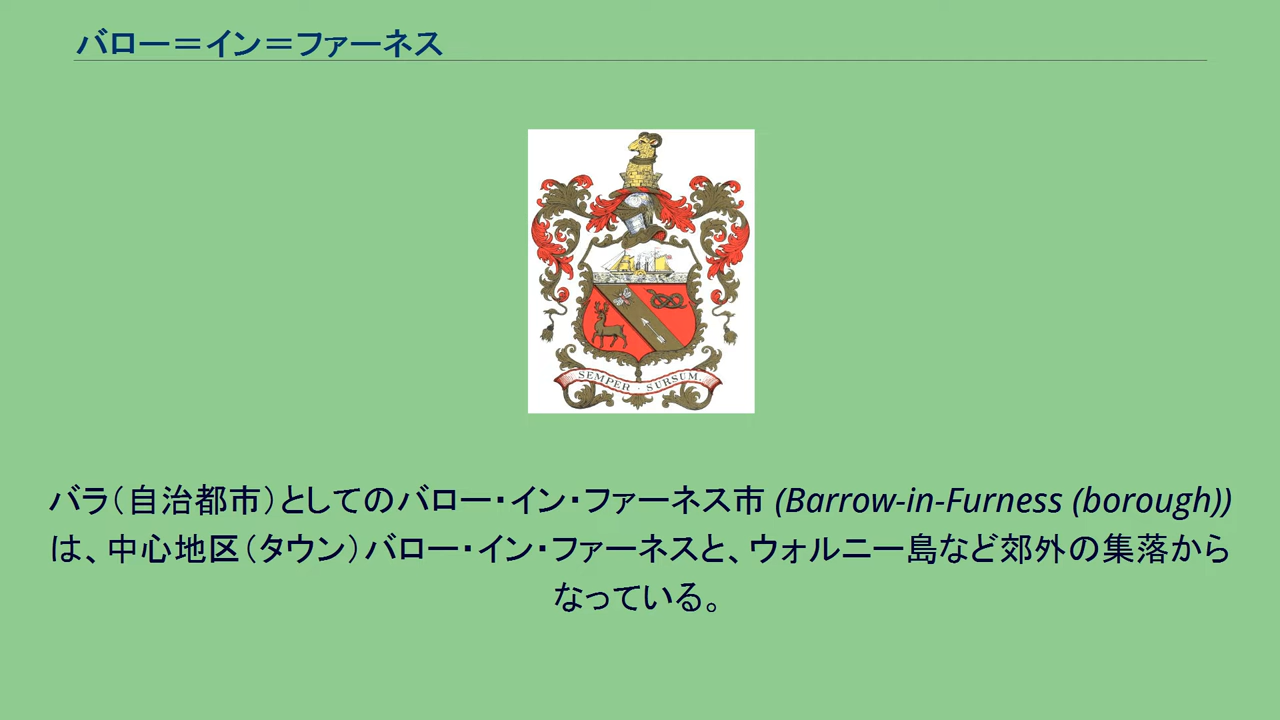 バロー＝イン＝ファーネス
SEMPER · SURSUM.
バラ（自治都市）としてのバロー・イン・ファーネス市 (Barrow-in-Furness (borough))
は、中心地区（タウン）バロー・イン・ファーネスと、ウォルニー島など郊外の集落から
なっている。